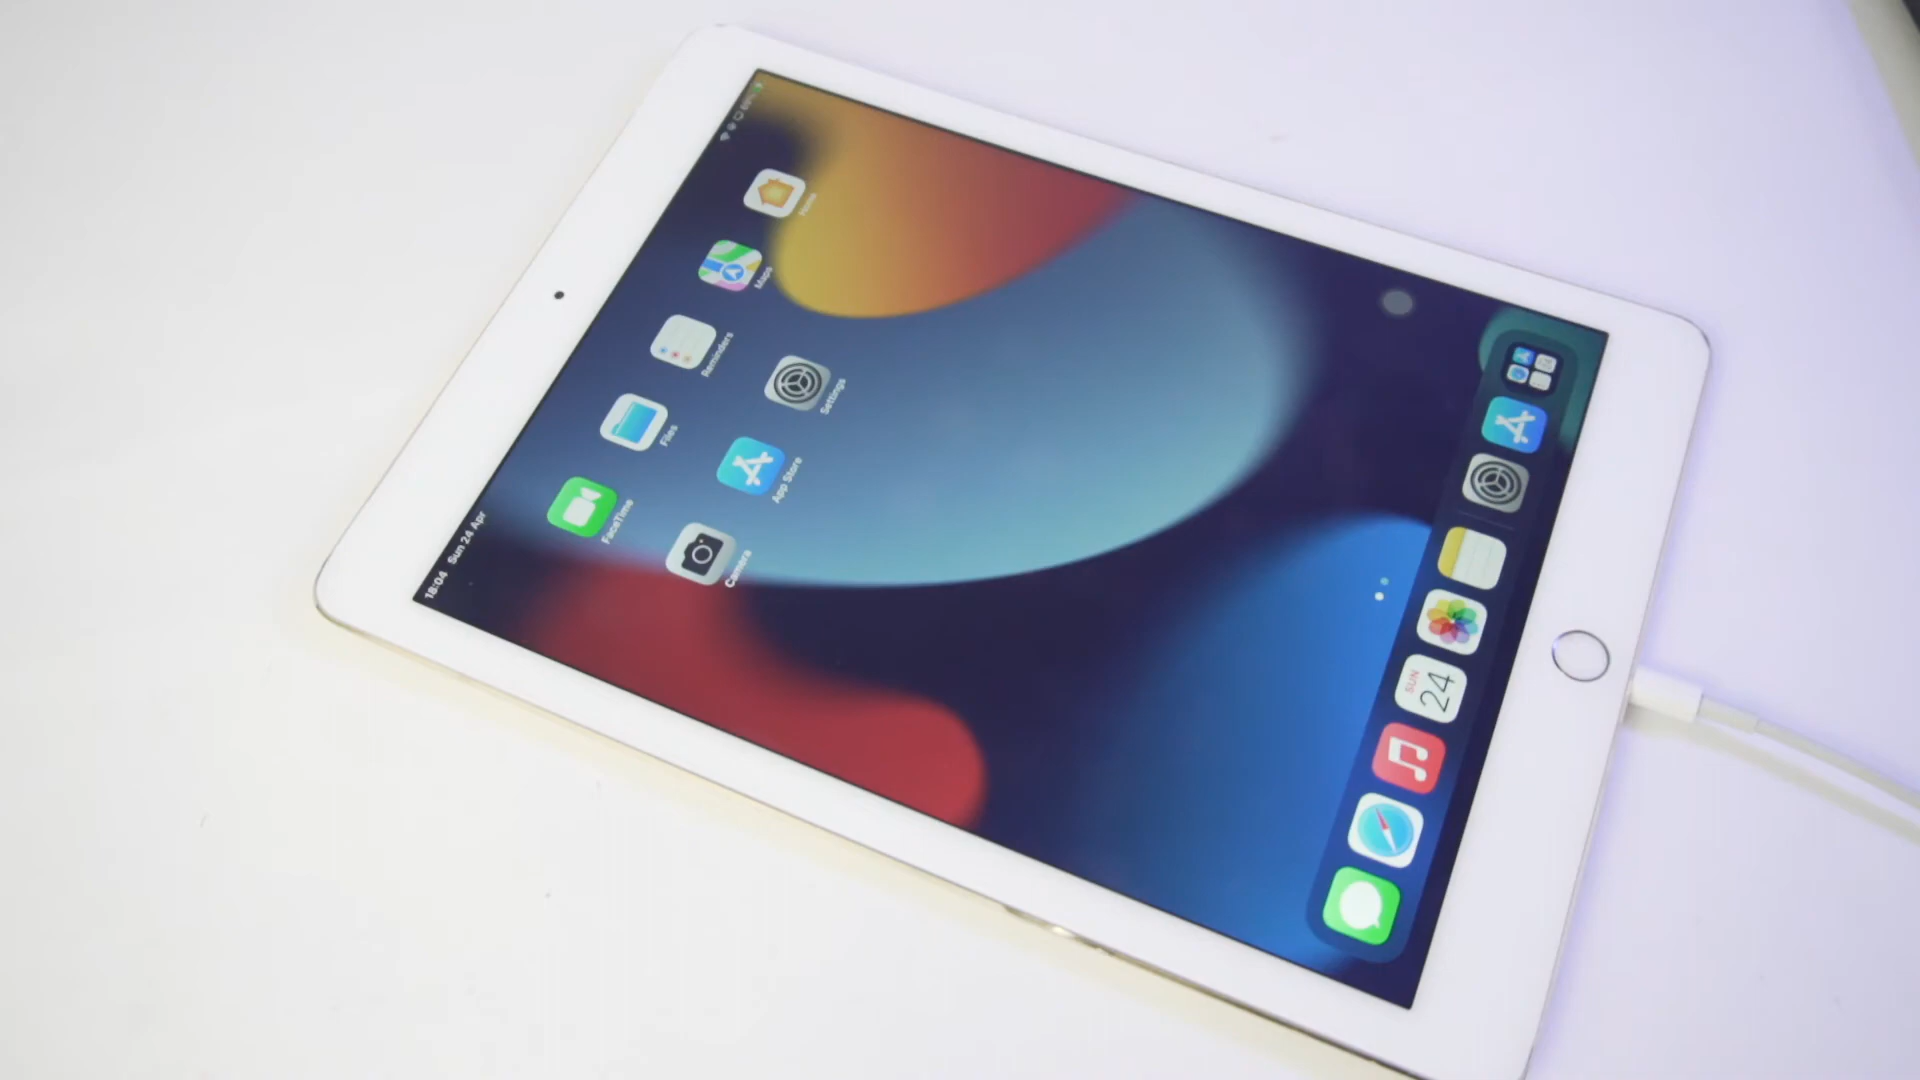 18:04 Sun 24 Apr
FaceTime
Files
Reminders
Maps
Home
Camera
App Store
Settings
SUN
24